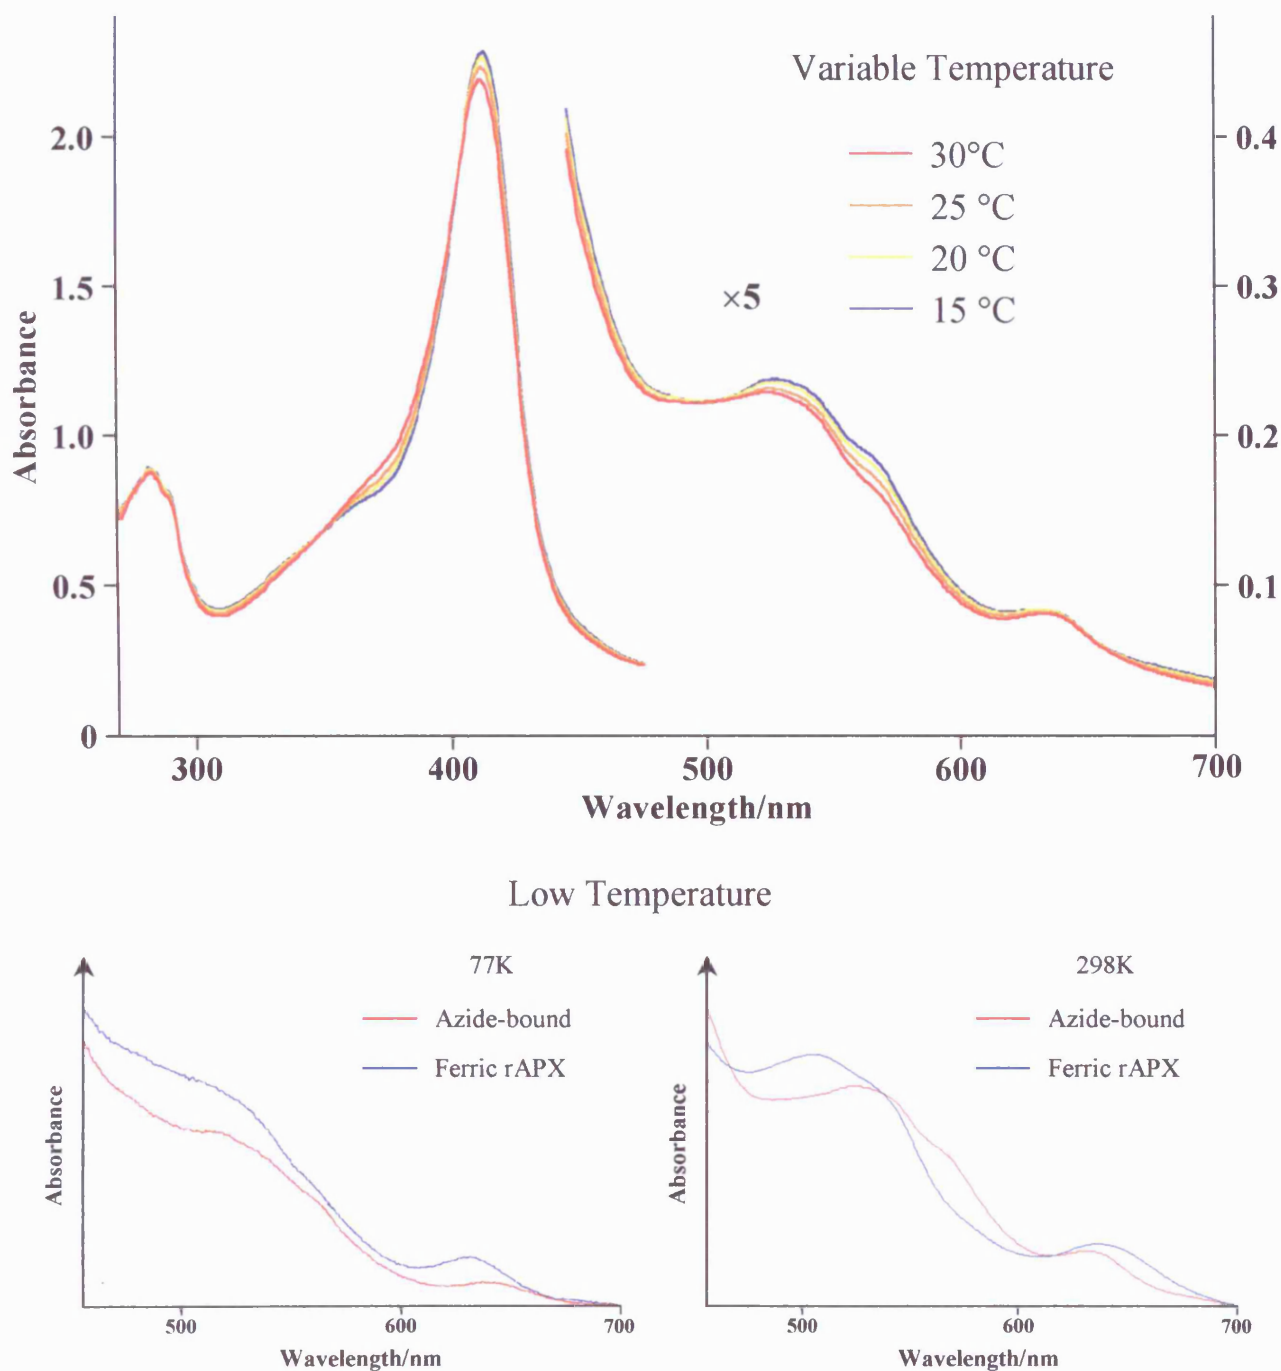 Variable Temperature
30°C
25 °C
20 °C
15 °C
×5
Absorbance
2.0
1.5
1.0
0.5
0
0.4
0.3
0.2
0.1
300 400 500 600 700
Wavelength/nm
Low Temperature
77K
Azide-bound
Ferric rAPX
Absorbance
500 600 700
Wavelength/nm
298K
Azide-bound
Ferric rAPX
Absorbance
500 600 700
Wavelength/nm